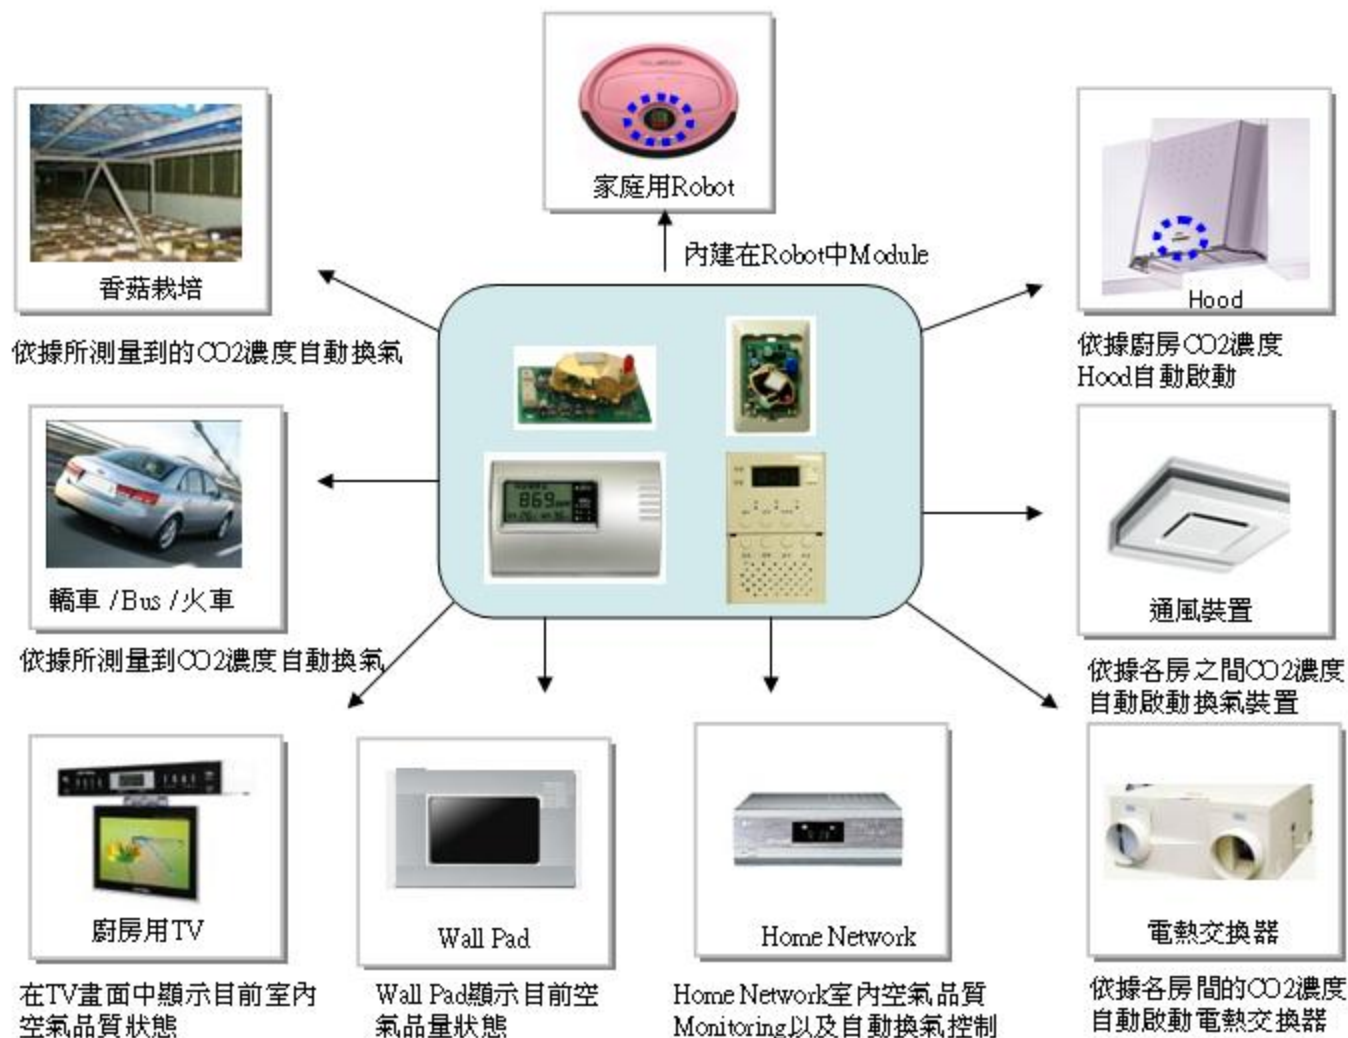 家庭用Robot
內建在Robot中Module
香菇栽培
依據所測量到的CO2濃度自動換氣
Hood
依據廚房CO2濃度
Hood自動啟動
869
轎車 /Bus /火車
依據所測量到CO2濃度自動換氣
通風裝置
依據各房之間CO2濃度
自動啟動換氣裝置
廚房用TV
在TV畫面中顯示目前室內
空氣品質狀態
Wall Pad
Wall Pad顯示目前空
氣品量狀態
Home Network
Home Network室內空氣品質
Monitoring以及自動換氣控制
電熱交換器
依據各房間的CO2濃度
自動啟動電熱交換器